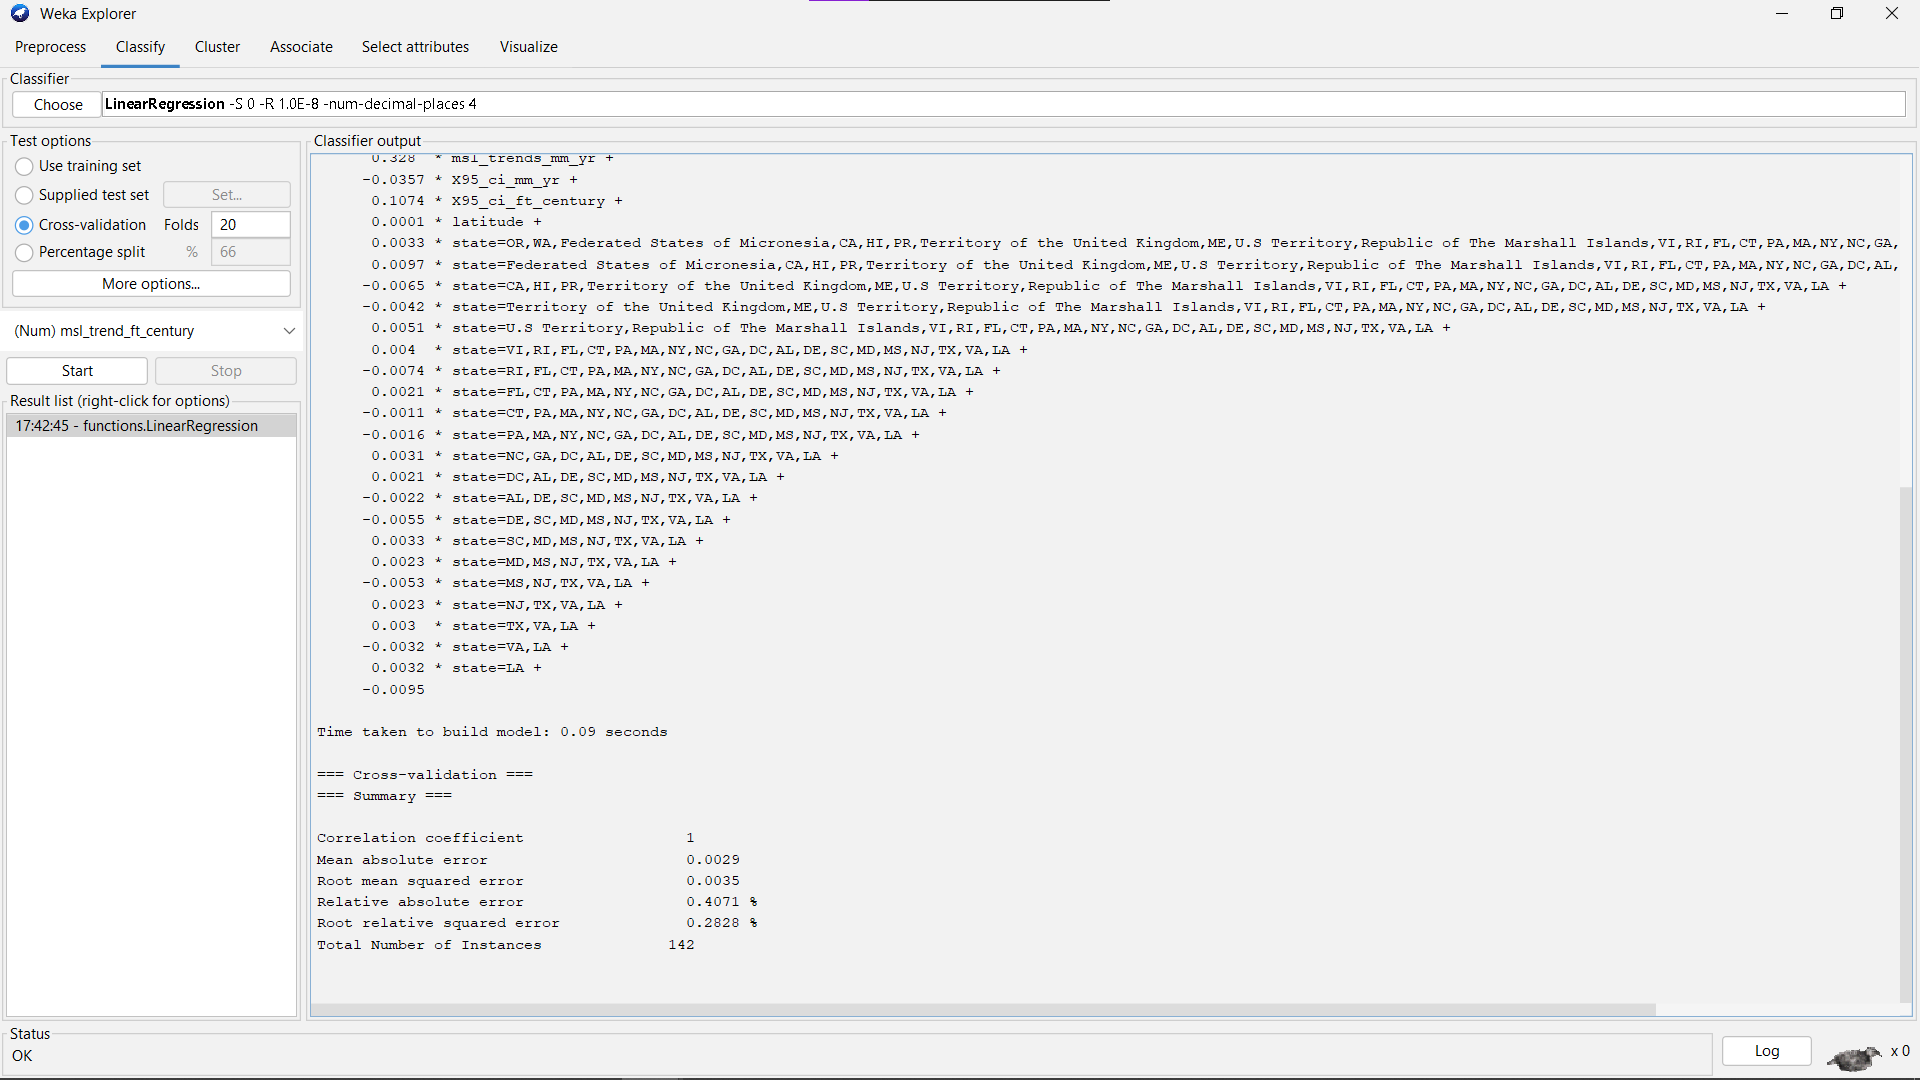 Weka Explorer
Preprocess Classify Cluster Associate Select attributes Visualize
Classifier
Choose LinearRegression -S 0 -R 1.0E-8 -num-decimal-places 4
Test options
Use training set
Supplied test set Set...
Cross-validation Folds 20
Percentage split % 66
More options...
(Num) msl_trend_ft_century
Start Stop
Result list (right-click for options)
17:42:45 - functions.LinearRegression
Classifier output
0.328 * msl_trends_mm_yr +
-0.0357 * X95_ci_mm_yr +
0.1074 * X95_ci_ft_century +
0.0001 * latitude +
0.0033 * state=OR,WA,Federated States of Micronesia,CA,HI,PR,Territory of the United Kingdom,ME,U.S Territory,Republic of The Marshall Islands,VI,RI,FL,CT,PA,MA,NY,NC,GA,
0.0097 * state=Federated States of Micronesia,CA,HI,PR,Territory of the United Kingdom,ME,U.S Territory,Republic of The Marshall Islands,VI,RI,FL,CT,PA,MA,NY,NC,GA,DC,AL,
-0.0065 * state=CA,HI,PR,Territory of the United Kingdom,ME,U.S Territory,Republic of The Marshall Islands,VI,RI,FL,CT,PA,MA,NY,NC,GA,DC,AL,DE,SC,MD,MS,NJ,TX,VA,LA +
-0.0042 * state=Territory of the United Kingdom,ME,U.S Territory,Republic of The Marshall Islands,VI,RI,FL,CT,PA,MA,NY,NC,GA,DC,AL,DE,SC,MD,MS,NJ,TX,VA,LA +
0.0051 * state=U.S Territory,Republic of The Marshall Islands,VI,RI,FL,CT,PA,MA,NY,NC,GA,DC,AL,DE,SC,MD,MS,NJ,TX,VA,LA +
0.004 * state=VI,RI,FL,CT,PA,MA,NY,NC,GA,DC,AL,DE,SC,MD,MS,NJ,TX,VA,LA +
-0.0074 * state=RI,FL,CT,PA,MA,NY,NC,GA,DC,AL,DE,SC,MD,MS,NJ,TX,VA,LA +
0.0021 * state=FL,CT,PA,MA,NY,NC,GA,DC,AL,DE,SC,MD,MS,NJ,TX,VA,LA +
-0.0011 * state=CT,PA,MA,NY,NC,GA,DC,AL,DE,SC,MD,MS,NJ,TX,VA,LA +
-0.0016 * state=PA,MA,NY,NC,GA,DC,AL,DE,SC,MD,MS,NJ,TX,VA,LA +
0.0031 * state=NC,GA,DC,AL,DE,SC,MD,MS,NJ,TX,VA,LA +
0.0021 * state=DC,AL,DE,SC,MD,MS,NJ,TX,VA,LA +
-0.0022 * state=AL,DE,SC,MD,MS,NJ,TX,VA,LA +
-0.0055 * state=DE,SC,MD,MS,NJ,TX,VA,LA +
0.0033 * state=SC,MD,MS,NJ,TX,VA,LA +
0.0023 * state=MD,MS,NJ,TX,VA,LA +
-0.0053 * state=MS,NJ,TX,VA,LA +
0.0023 * state=NJ,TX,VA,LA +
0.003 * state=TX,VA,LA +
-0.0032 * state=VA,LA +
0.0032 * state=LA +
-0.0095
Time taken to build model: 0.09 seconds
=== Cross-validation ===
=== Summary ===
Correlation coefficient 1
Mean absolute error 0.0029
Root mean squared error 0.0035
Relative absolute error 0.4071 %
Root relative squared error 0.2828 %
Total Number of Instances 142
Status
OK
Log x 0